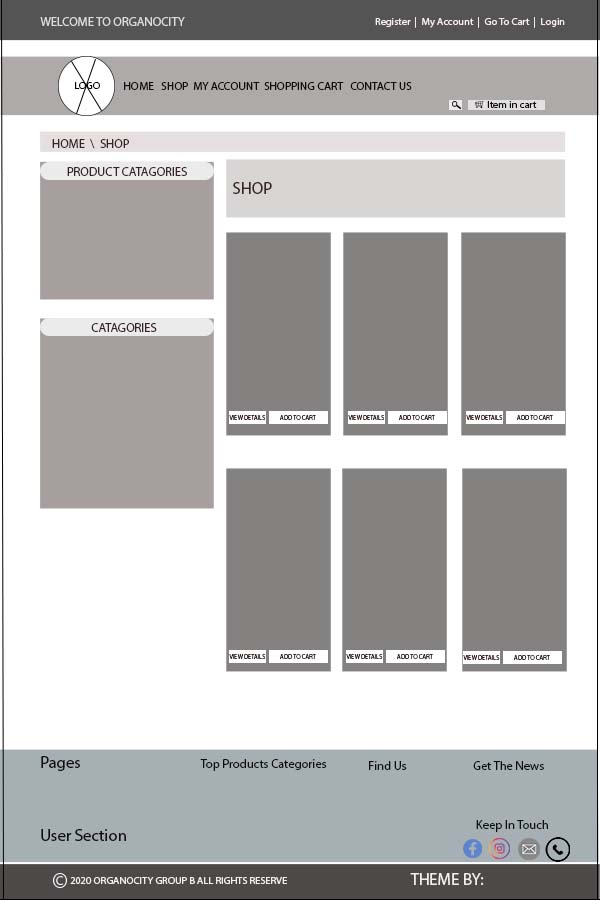 WELCOME TO ORGANOCITY
Register | My Account | Go To Cart | Login
LOGO
HOME SHOP MY ACCOUNT SHOPPING CART CONTACT US
Item in cart
HOME \ SHOP
PRODUCT CATAGORIES
SHOP
CATAGORIES
VIEW DETAILS ADD TO CART VIEW DETAILS ADD TO CART VIEW DETAILS ADD TO CART
VIEW DETAILS ADD TO CART VIEW DETAILS ADD TO CART VIEW DETAILS ADD TO CART
Pages Top Products Categories Find Us Get The News
Keep In Touch
User Section
© 2020 ORGANOCITY GROUP B ALL RIGHTS RESERVE THEME BY: